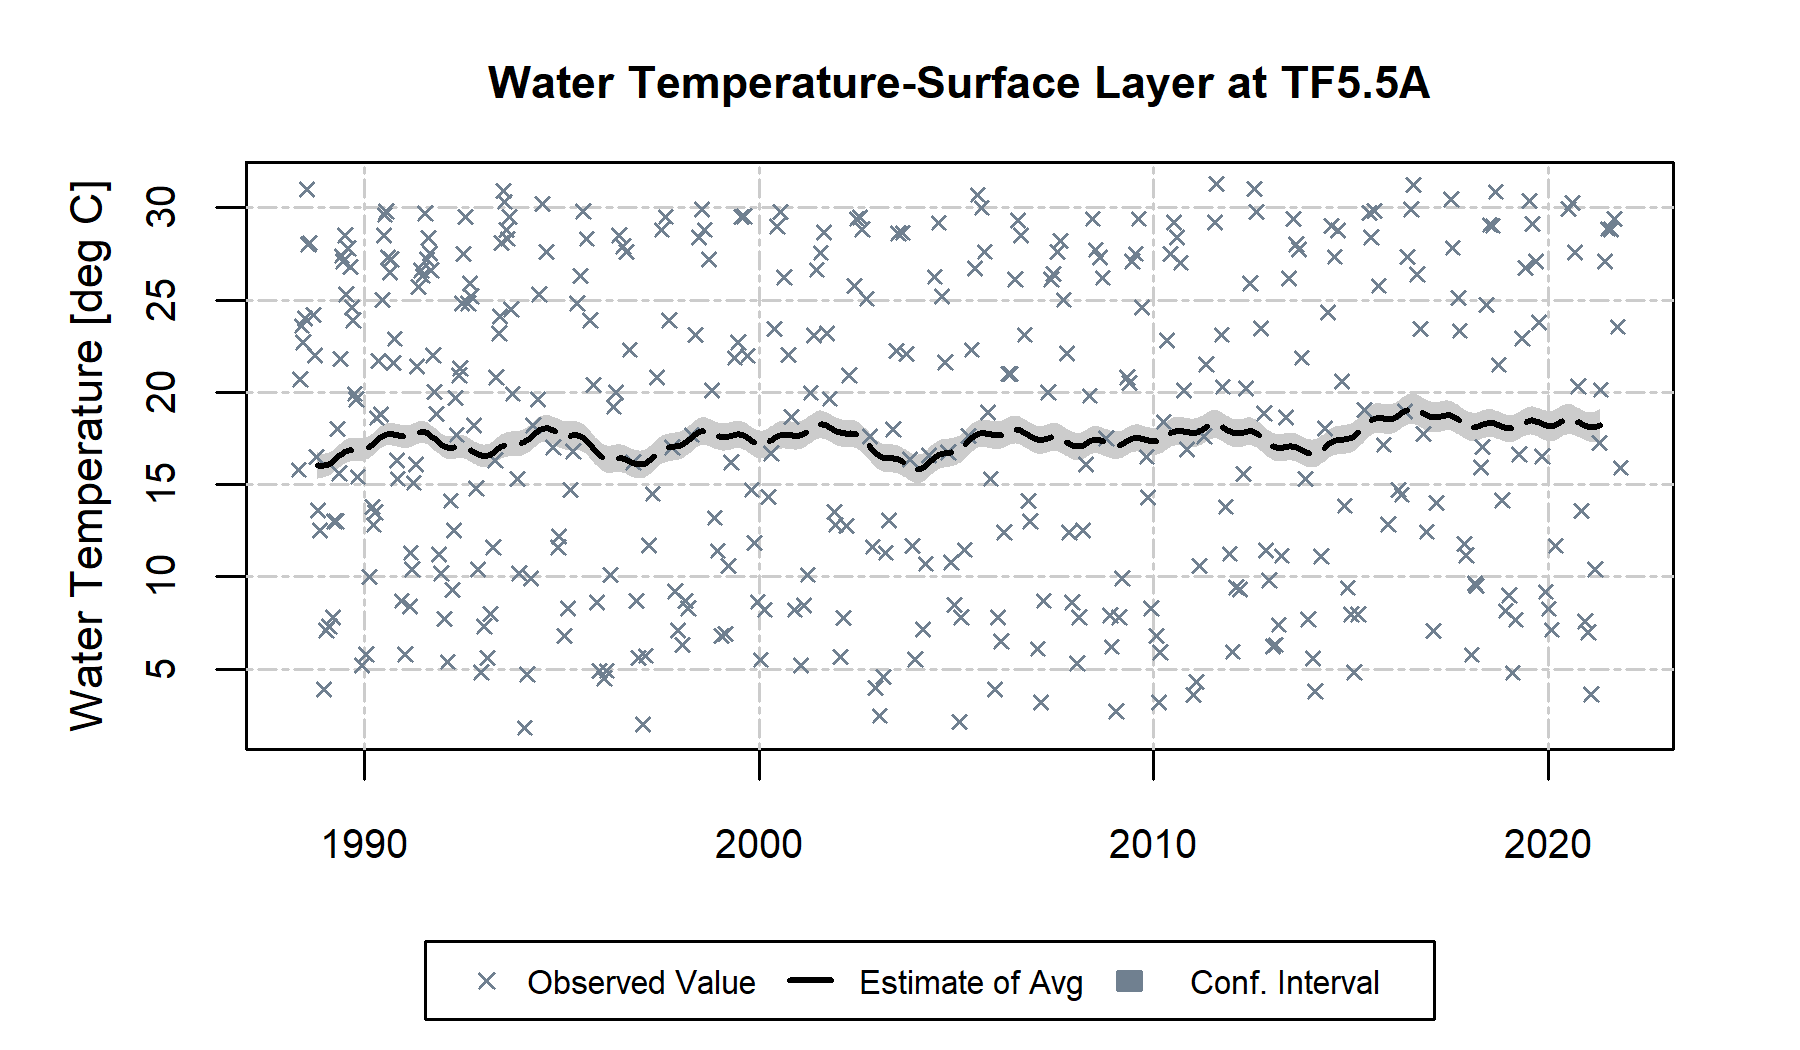 Water Temperature-Surface Layer at TF5.5A
Water Temperature [deg C]
30
25
20
15
10
5
1990 2000 2010 2020
Observed Value Estimate of Avg Conf. Interval